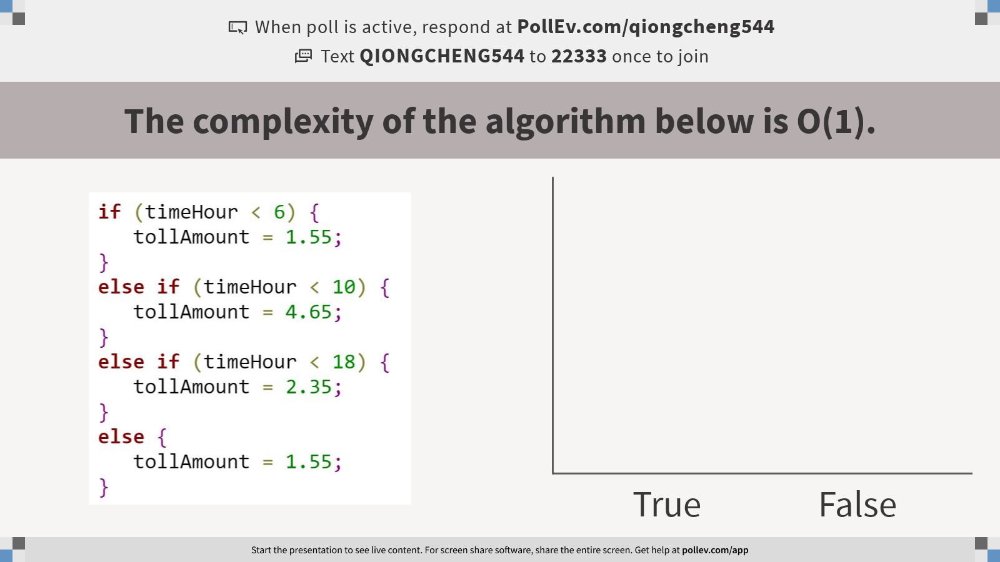 When poll is active, respond at PollEv.com/qiongcheng544
Text QIONGCHENG544 to 22333 once to join
The complexity of the algorithm below is O(1).
if (timeHour < 6) {
   tollAmount = 1.55;
}
else if (timeHour < 10) {
   tollAmount = 4.65;
}
else if (timeHour < 18) {
   tollAmount = 2.35;
}
else {
   tollAmount = 1.55;
}
True False
Start the presentation to see live content. For screen share software, share the entire screen. Get help at pollev.com/app